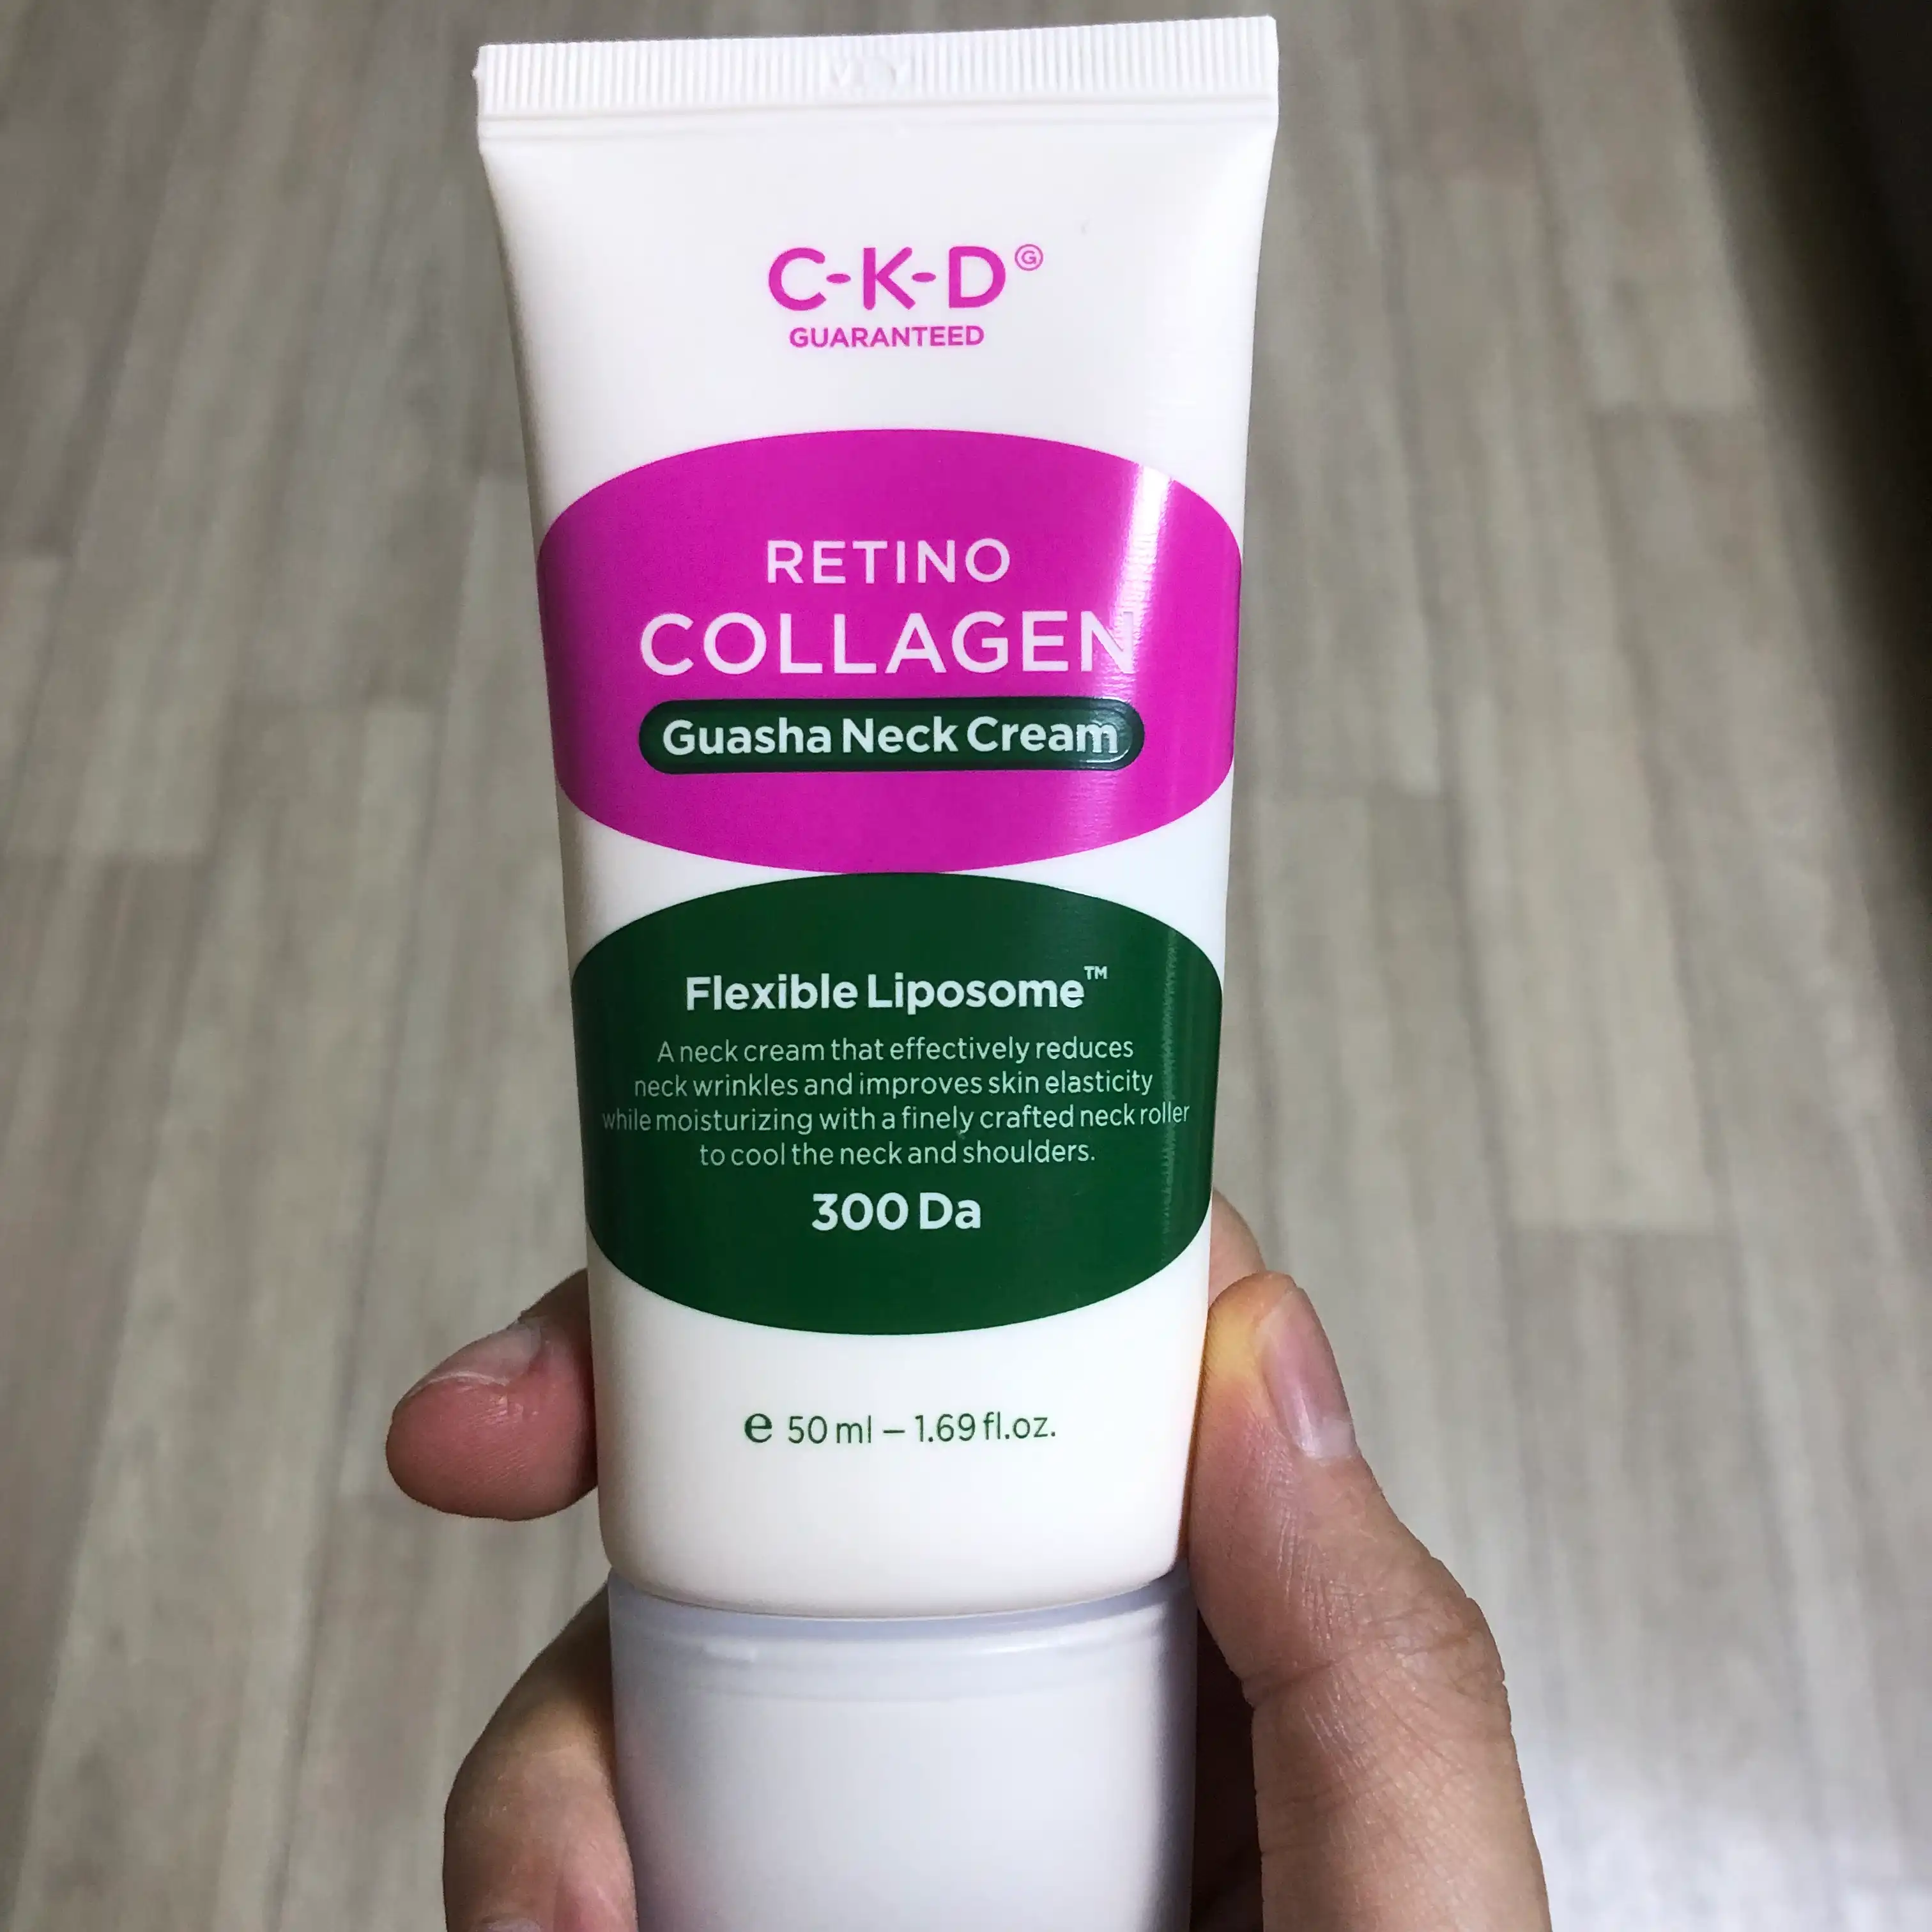 C-K-D Ⓖ
GUARANTEED
RETINO
COLLAGEN
Guasha Neck Cream
Flexible Liposome™
A neck cream that effectively reduces
neck wrinkles and improves skin elasticity
while moisturizing with a finely crafted neck roller
to cool the neck and shoulders.
300 Da
℮ 50 ml – 1.69 fl.oz.